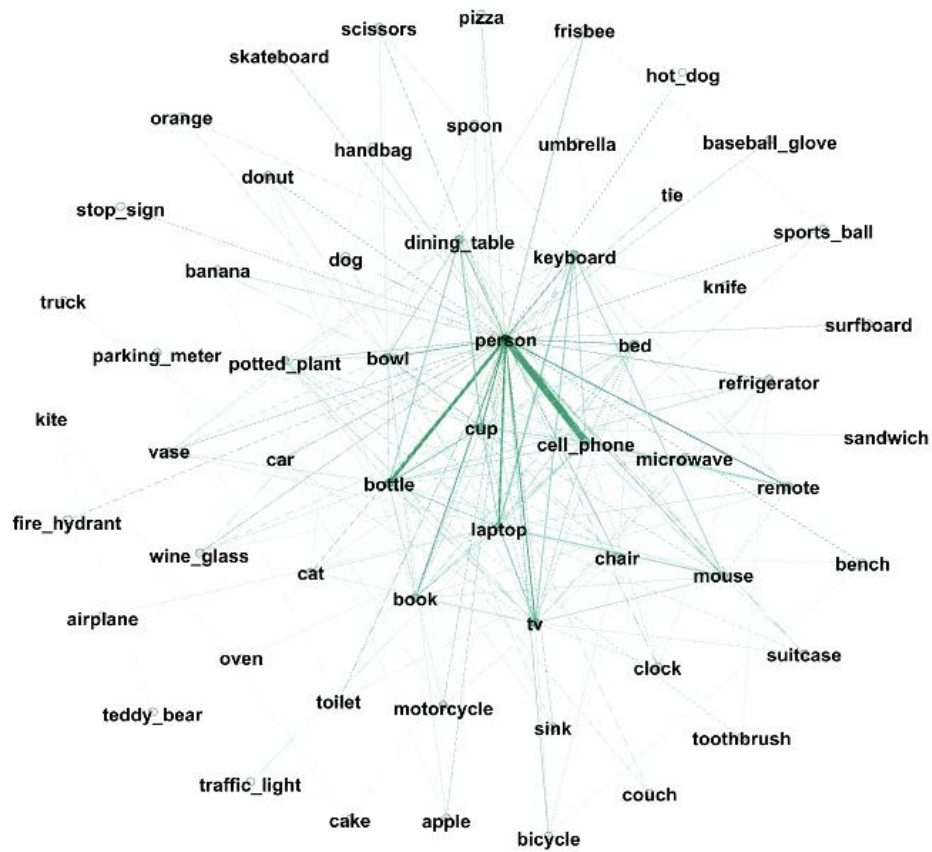 pizza
scissors
frisbee
skateboard
hot_dog
orange
spoon
handbag
umbrella
baseball_glove
donut
tie
stop_sign
dining_table
sports_ball
dog
keyboard
banana
knife
truck
surfboard
person
bed
parking_meter
potted_plant
bowl
refrigerator
kite
cup
sandwich
cell_phone
vase
car
microwave
bottle
remote
fire_hydrant
laptop
wine_glass
chair
bench
cat
mouse
book
airplane
tv
oven
suitcase
clock
toilet
motorcycle
teddy_bear
sink
toothbrush
traffic_light
couch
cake
apple
bicycle